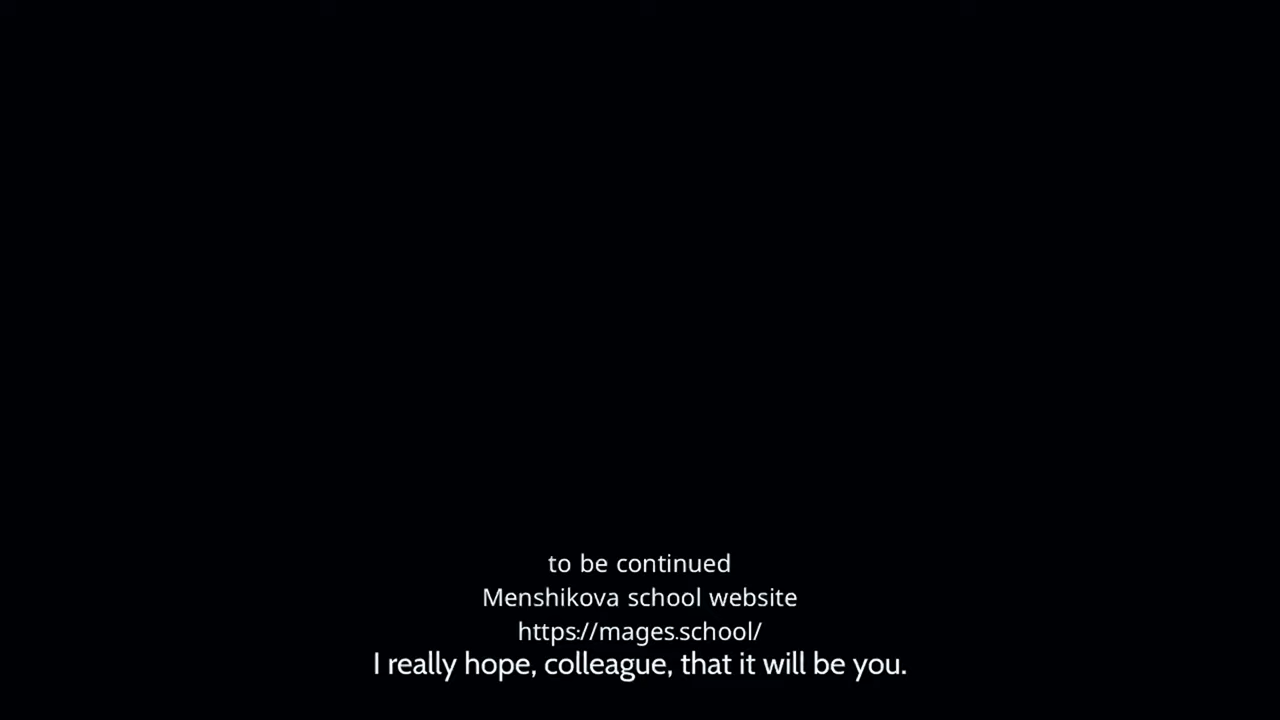 to be continued
Menshikova school website
https://mages.school/
I really hope, colleague, that it will be you.